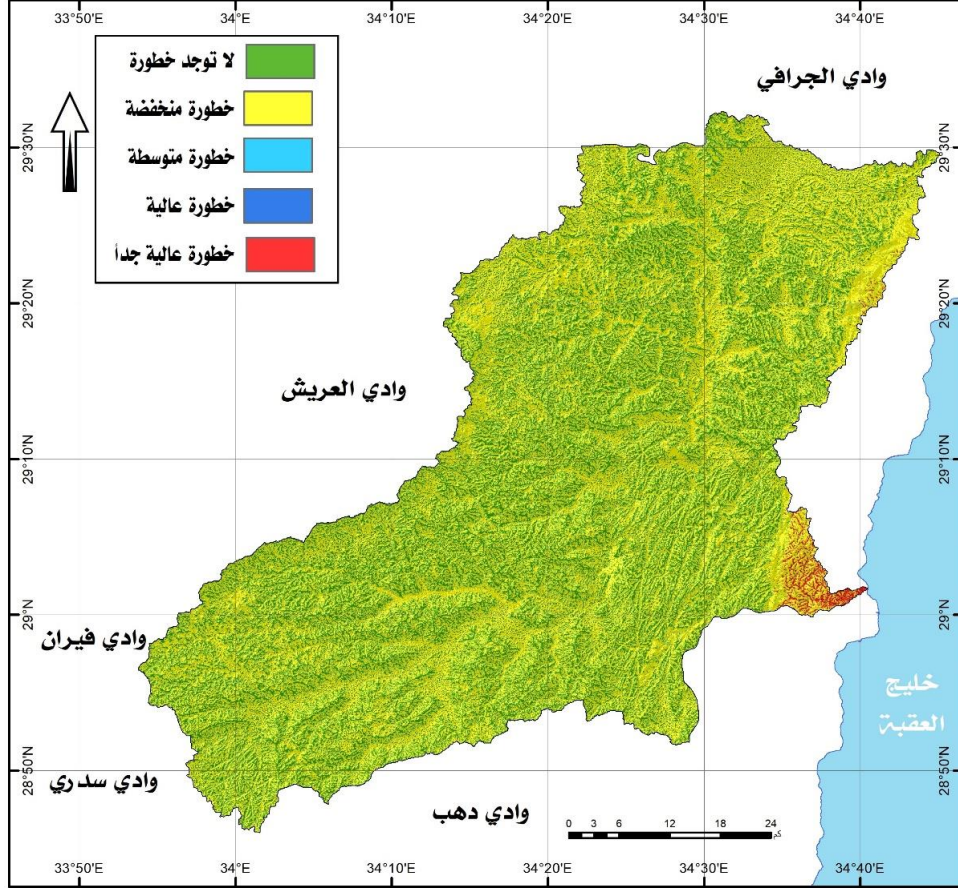 33°50'E 34°E 34°10'E 34°20'E 34°30'E 34°40'E
وادي الجرافي
لا توجد خطورة
خطورة منخفضة
خطورة متوسطة
خطورة عالية
خطورة عالية جداً
29°30'N 29°30'N
29°20'N 29°20'N
وادي العريش
29°10'N 29°10'N
29°N 29°N
وادي فيران
خليج
العقبة
28°50'N 28°50'N
وادي سدري
وادي دهب
0 3 6 12 18 24
كم
33°50'E 34°E 34°10'E 34°20'E 34°30'E 34°40'E